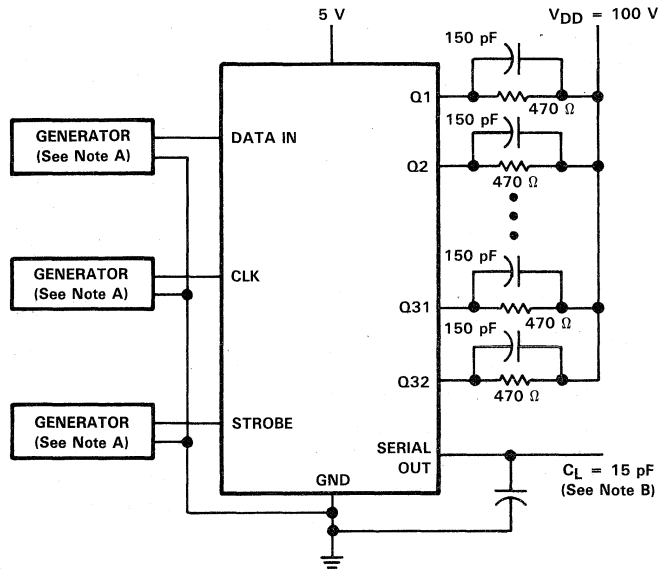 5 V
V_DD = 100 V
150 pF
Q1
470 Ω
150 pF
GENERATOR
(See Note A)
DATA IN
Q2
470 Ω
150 pF
GENERATOR
(See Note A)
CLK
Q31
470 Ω
150 pF
Q32
470 Ω
GENERATOR
(See Note A)
STROBE
SERIAL
OUT
C_L = 15 pF
(See Note B)
GND